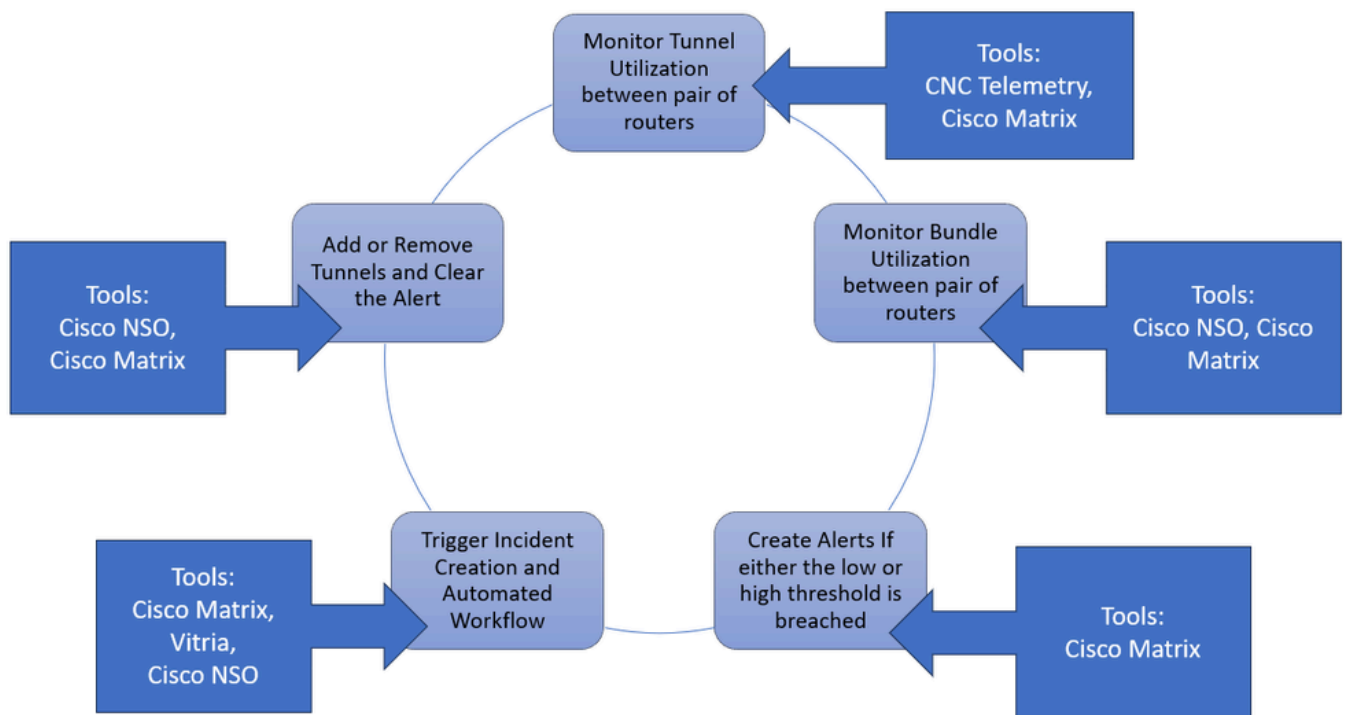 Monitor Tunnel
Utilization
between pair of
routers
Tools:
CNC Telemetry,
Cisco Matrix
Monitor Bundle
Utilization
between pair of
routers
Tools:
Cisco NSO, Cisco
Matrix
Create Alerts If
either the low or
high threshold is
breached
Tools:
Cisco Matrix
Trigger Incident
Creation and
Automated
Workflow
Tools:
Cisco Matrix,
Vitria,
Cisco NSO
Add or Remove
Tunnels and Clear
the Alert
Tools:
Cisco NSO,
Cisco Matrix